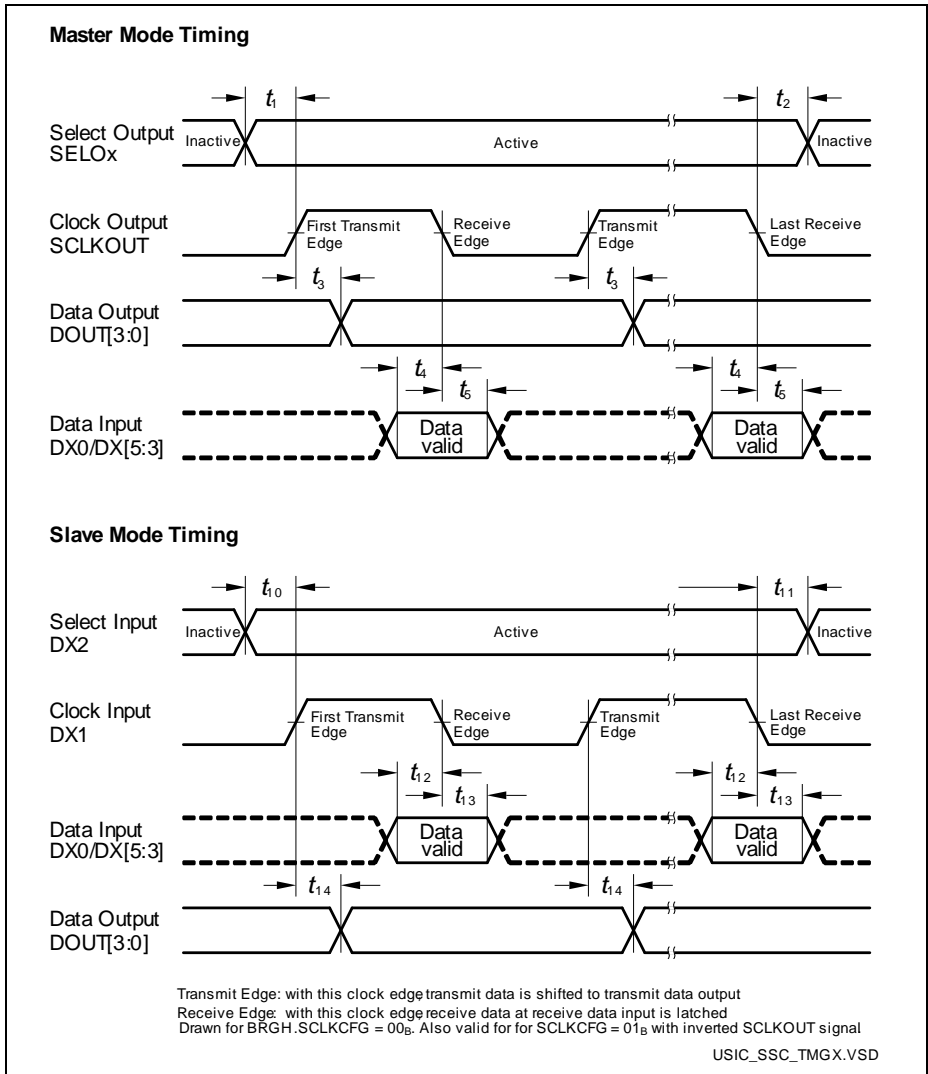 Master Mode Timing
t1
t2
Select Output
SELOx
Inactive
Active
Inactive
Clock Output
SCLKOUT
First Transmit
Edge
Receive
Edge
Transmit
Edge
Last Receive
Edge
t3
t3
Data Output
DOUT[3:0]
t4
t5
t4
t5
Data Input
DX0/DX[5:3]
Data
valid
Data
valid
Slave Mode Timing
t10
t11
Select Input
DX2
Inactive
Active
Inactive
Clock Input
DX1
First Transmit
Edge
Receive
Edge
Transmit
Edge
Last Receive
Edge
t12
t13
t12
t13
Data Input
DX0/DX[5:3]
Data
valid
Data
valid
t14
t14
Data Output
DOUT[3:0]
Transmit Edge: with this clock edge, transmit data is shifted to transmit data output
Receive Edge: with this clock edge, receive data at receive data input is latched
Drawn for BRGH.SCLKCFG = 00B. Also valid for for SCLKCFG = 01B with inverted SCLKOUT signal.
USIC_SSC_TMGX.VSD